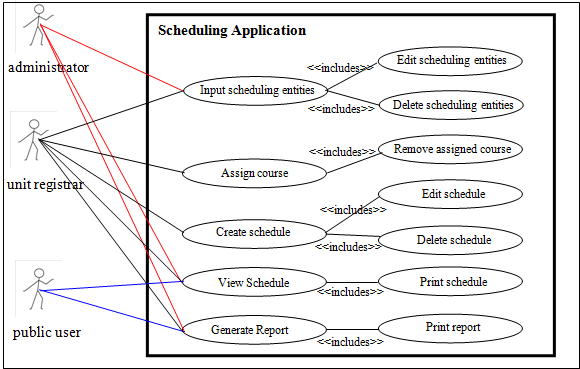 Scheduling Application
administrator
Input scheduling entities
<<includes>>
Edit scheduling entities
<<includes>>
Delete scheduling entities
unit registrar
Assign course
<<includes>>
Remove assigned course
Create schedule
<<includes>>
Edit schedule
<<includes>>
Delete schedule
public user
View Schedule
<<includes>>
Print schedule
Generate Report
<<includes>>
Print report